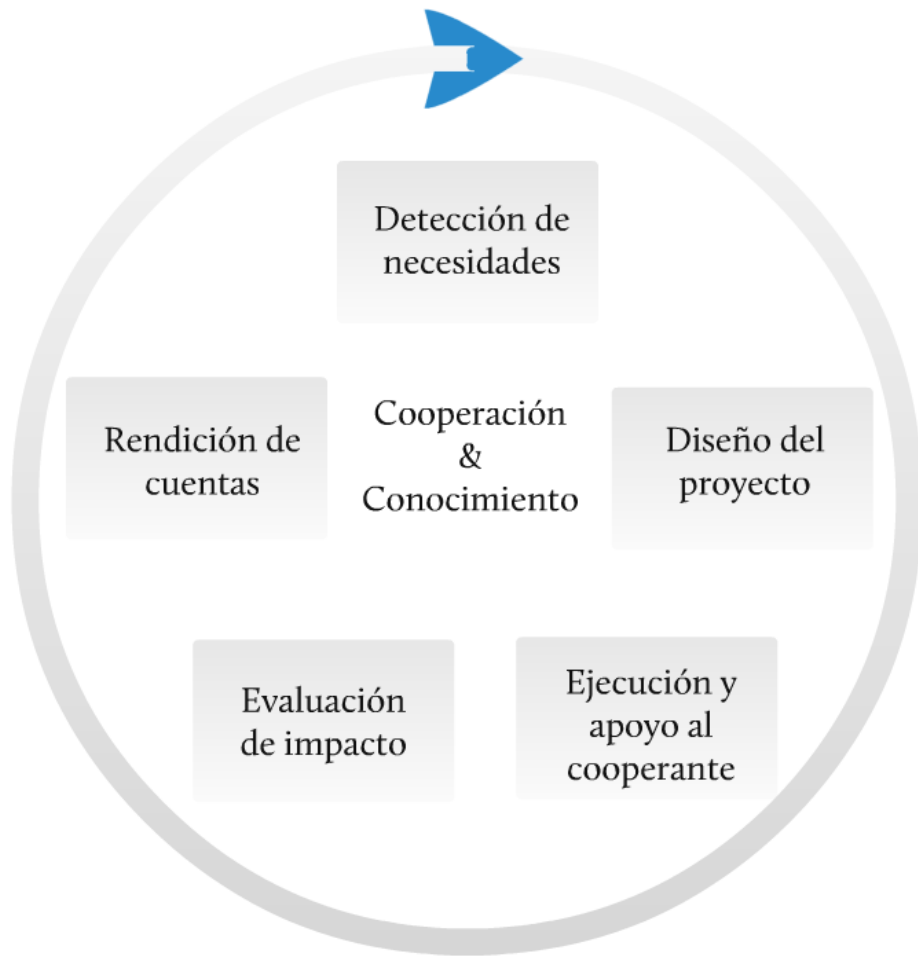 Detección de
necesidades
Rendición de
cuentas
Cooperación
&
Conocimiento
Diseño del
proyecto
Evaluación
de impacto
Ejecución y
apoyo al
cooperante